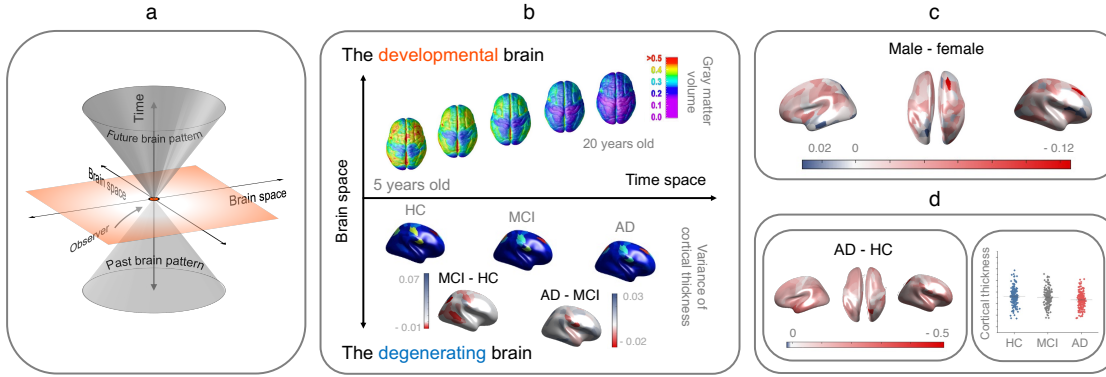 a
Time
Future brain pattern
Brain space
Brain space
Observer
Past brain pattern
b
The developmental brain
>0.5
0.4
0.3
0.2
0.1
0.0
Gray matter
volume
20 years old
5 years old
Time space
Brain space
HC
MCI
AD
Variance of
cortical thickness
MCI - HC
0.07
- 0.01
AD - MCI
0.03
- 0.02
The degenerating brain
c
Male - female
0.02
0
- 0.12
d
AD - HC
0
- 0.5
Cortical thickness
HC
MCI
AD